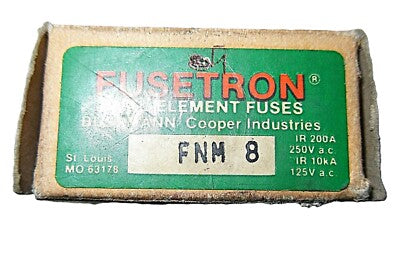 FUSETRON®
ELEMENT FUSES
Cooper Industries
St. Louis
MO 63178
FNM 8
IR 200A
250V a.c.
IR 10kA
125V a.c.